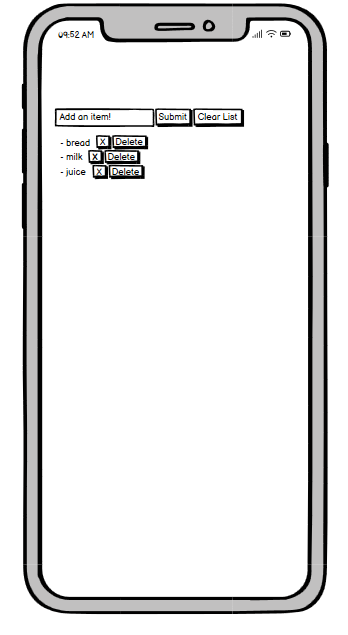 09:52 AM
Add an item! Submit Clear List
- bread X Delete
- milk X Delete
- juice X Delete